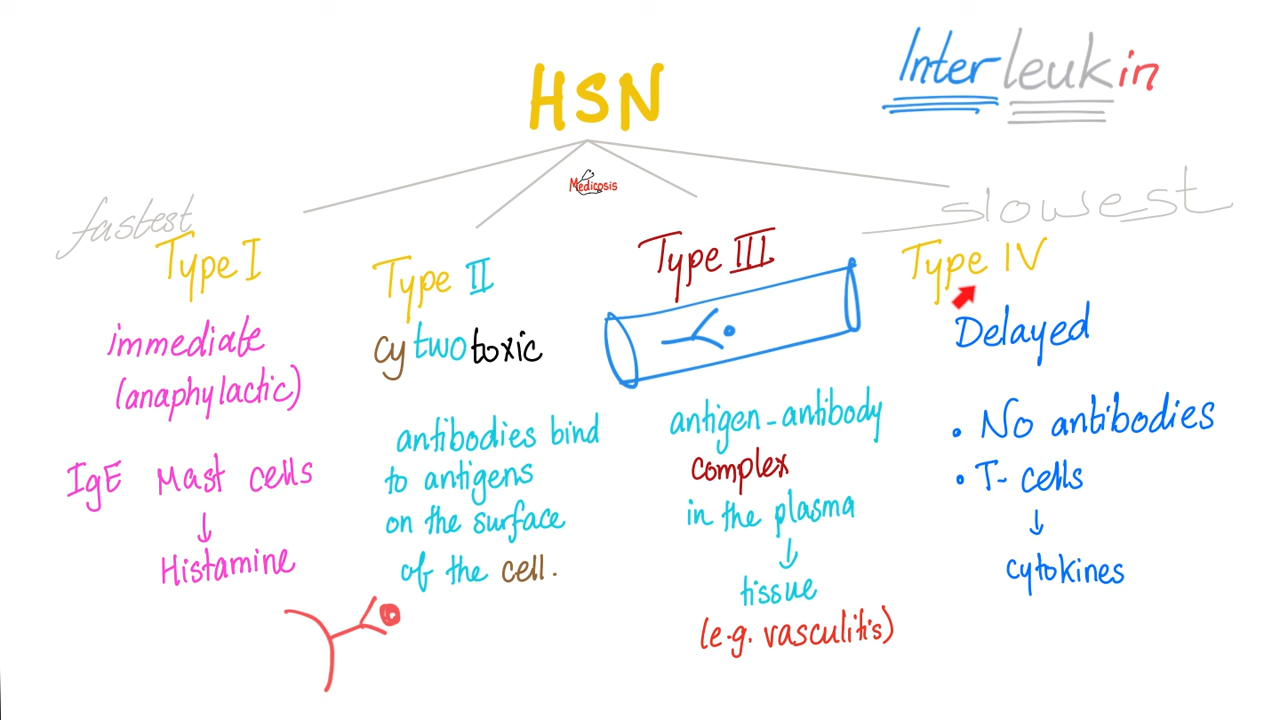 Interleukin
HSN
Medicosis
fastest
slowest
Type I
immediate
(anaphylactic)
IgE Mast cells
↓
Histamine
Type II
cytwotoxic
antibodies bind
to antigens
on the surface
of the cell.
Type III
antigen-antibody
complex
in the plasma
↓
tissue
(e.g. vasculitis)
Type IV
Delayed
• No antibodies
• T-cells
↓
cytokines